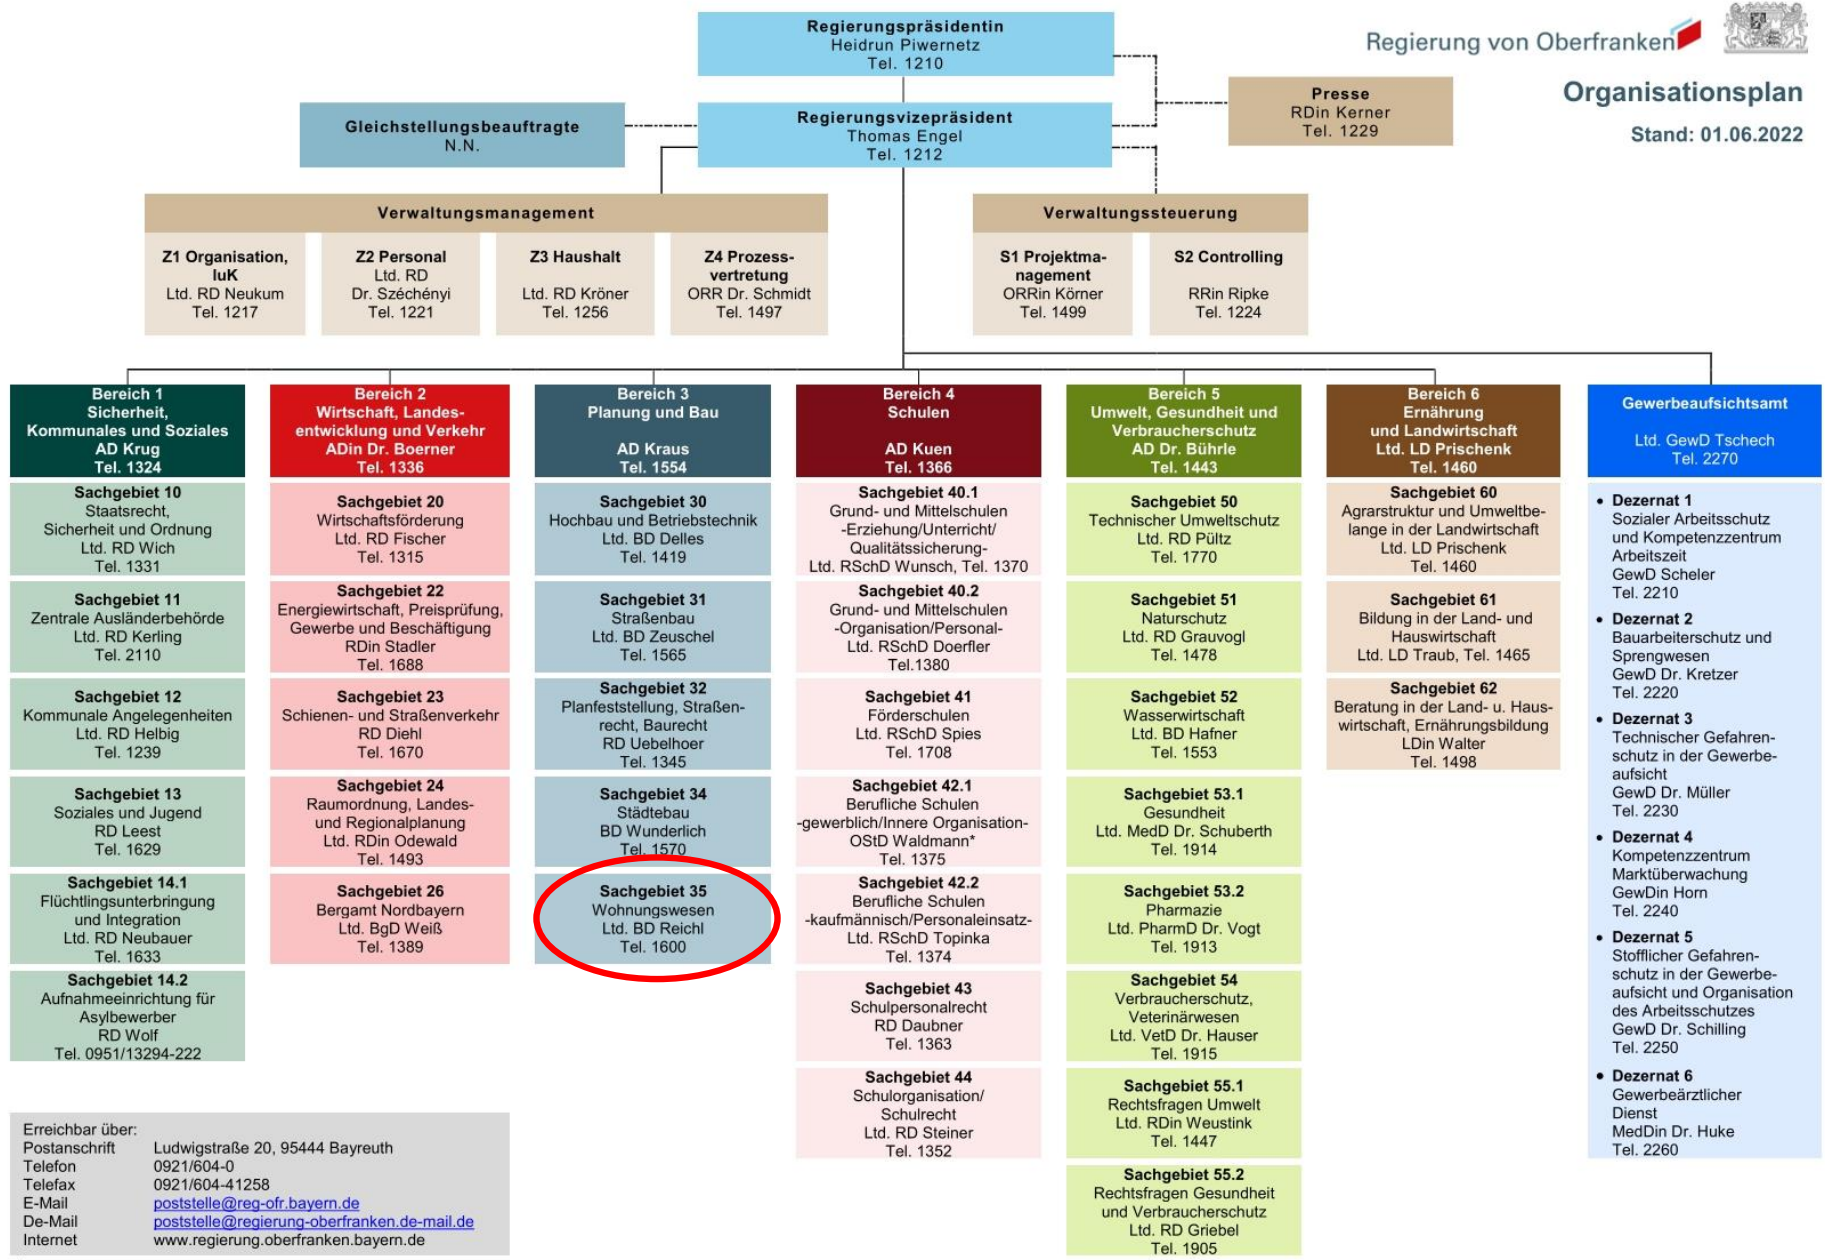 Regierungspräsidentin
Heidrun Piwernetz
Tel. 1210
Regierung von Oberfranken
Organisationsplan
Stand: 01.06.2022
Presse
RDin Kerner
Tel. 1229
Gleichstellungsbeauftragte
N.N.
Regierungsvizepräsident
Thomas Engel
Tel. 1212
Verwaltungsmanagement
Z1 Organisation,
IuK
Ltd. RD Neukum
Tel. 1217
Z2 Personal
Ltd. RD
Dr. Széchényi
Tel. 1221
Z3 Haushalt
Ltd. RD Kröner
Tel. 1256
Z4 Prozess-
vertretung
ORR Dr. Schmidt
Tel. 1497
Verwaltungssteuerung
S1 Projektma-
nagement
ORRin Körner
Tel. 1499
S2 Controlling
RRin Ripke
Tel. 1224
Bereich 1
Sicherheit,
Kommunales und Soziales
AD Krug
Tel. 1324
Sachgebiet 10
Staatsrecht,
Sicherheit und Ordnung
Ltd. RD Wich
Tel. 1331
Sachgebiet 11
Zentrale Ausländerbehörde
Ltd. RD Kerling
Tel. 2110
Sachgebiet 12
Kommunale Angelegenheiten
Ltd. RD Helbig
Tel. 1239
Sachgebiet 13
Soziales und Jugend
RD Leest
Tel. 1629
Sachgebiet 14.1
Flüchtlingsunterbringung
und Integration
Ltd. RD Neubauer
Tel. 1633
Sachgebiet 14.2
Aufnahmeeinrichtung für
Asylbewerber
RD Wolf
Tel. 0951/13294-222
Bereich 2
Wirtschaft, Landes-
entwicklung und Verkehr
ADin Dr. Boerner
Tel. 1336
Sachgebiet 20
Wirtschaftsförderung
Ltd. RD Fischer
Tel. 1315
Sachgebiet 22
Energiewirtschaft, Preisprüfung,
Gewerbe und Beschäftigung
RDin Stadler
Tel. 1688
Sachgebiet 23
Schienen- und Straßenverkehr
RD Diehl
Tel. 1670
Sachgebiet 24
Raumordnung, Landes-
und Regionalplanung
Ltd. RDin Odewald
Tel. 1493
Sachgebiet 26
Bergamt Nordbayern
Ltd. BgD Weiß
Tel. 1389
Bereich 3
Planung und Bau
AD Kraus
Tel. 1554
Sachgebiet 30
Hochbau und Betriebstechnik
Ltd. BD Delles
Tel. 1419
Sachgebiet 31
Straßenbau
Ltd. BD Zeuschel
Tel. 1565
Sachgebiet 32
Planfeststellung, Straßen-
recht, Baurecht
RD Uebelhoer
Tel. 1345
Sachgebiet 34
Städtebau
BD Wunderlich
Tel. 1570
Sachgebiet 35
Wohnungswesen
Ltd. BD Reichl
Tel. 1600
Bereich 4
Schulen
AD Kuen
Tel. 1366
Sachgebiet 40.1
Grund- und Mittelschulen
-Erziehung/Unterricht/
Qualitätssicherung-
Ltd. RSchD Wunsch, Tel. 1370
Sachgebiet 40.2
Grund- und Mittelschulen
-Organisation/Personal-
Ltd. RSchD Doerfler
Tel.1380
Sachgebiet 41
Förderschulen
Ltd. RSchD Spies
Tel. 1708
Sachgebiet 42.1
Berufliche Schulen
-gewerblich/Innere Organisation-
OStD Waldmann*
Tel. 1375
Sachgebiet 42.2
Berufliche Schulen
-kaufmännisch/Personaleinsatz-
Ltd. RSchD Topinka
Tel. 1374
Sachgebiet 43
Schulpersonalrecht
RD Daubner
Tel. 1363
Sachgebiet 44
Schulorganisation/
Schulrecht
Ltd. RD Steiner
Tel. 1352
Bereich 5
Umwelt, Gesundheit und
Verbraucherschutz
AD Dr. Bührle
Tel. 1443
Sachgebiet 50
Technischer Umweltschutz
Ltd. RD Pültz
Tel. 1770
Sachgebiet 51
Naturschutz
Ltd. RD Grauvogl
Tel. 1478
Sachgebiet 52
Wasserwirtschaft
Ltd. BD Hafner
Tel. 1553
Sachgebiet 53.1
Gesundheit
Ltd. MedD Dr. Schuberth
Tel. 1914
Sachgebiet 53.2
Pharmazie
Ltd. PharmD Dr. Vogt
Tel. 1913
Sachgebiet 54
Verbraucherschutz,
Veterinärwesen
Ltd. VetD Dr. Hauser
Tel. 1915
Sachgebiet 55.1
Rechtsfragen Umwelt
Ltd. RDin Weustink
Tel. 1447
Sachgebiet 55.2
Rechtsfragen Gesundheit
und Verbraucherschutz
Ltd. RD Griebel
Tel. 1905
Bereich 6
Ernährung
und Landwirtschaft
Ltd. LD Prischenk
Tel. 1460
Sachgebiet 60
Agrarstruktur und Umweltbe-
lange in der Landwirtschaft
Ltd. LD Prischenk
Tel. 1460
Sachgebiet 61
Bildung in der Land- und
Hauswirtschaft
Ltd. LD Traub, Tel. 1465
Sachgebiet 62
Beratung in der Land- u. Haus-
wirtschaft, Ernährungsbildung
LDin Walter
Tel. 1498
Gewerbeaufsichtsamt
Ltd. GewD Tschech
Tel. 2270
• Dezernat 1
Sozialer Arbeitsschutz
und Kompetenzzentrum
Arbeitszeit
GewD Scheler
Tel. 2210
• Dezernat 2
Bauarbeiterschutz und
Sprengwesen
GewD Dr. Kretzer
Tel. 2220
• Dezernat 3
Technischer Gefahren-
schutz in der Gewerbe-
aufsicht
GewD Dr. Müller
Tel. 2230
• Dezernat 4
Kompetenzzentrum
Marktüberwachung
GewDin Horn
Tel. 2240
• Dezernat 5
Stofflicher Gefahren-
schutz in der Gewerbe-
aufsicht und Organisation
des Arbeitsschutzes
GewD Dr. Schilling
Tel. 2250
• Dezernat 6
Gewerbeärztlicher
Dienst
MedDin Dr. Huke
Tel. 2260
Erreichbar über:
Postanschrift Ludwigstraße 20, 95444 Bayreuth
Telefon 0921/604-0
Telefax 0921/604-41258
E-Mail poststelle@reg-ofr.bayern.de
De-Mail poststelle@regierung-oberfranken.de-mail.de
Internet www.regierung.oberfranken.bayern.de